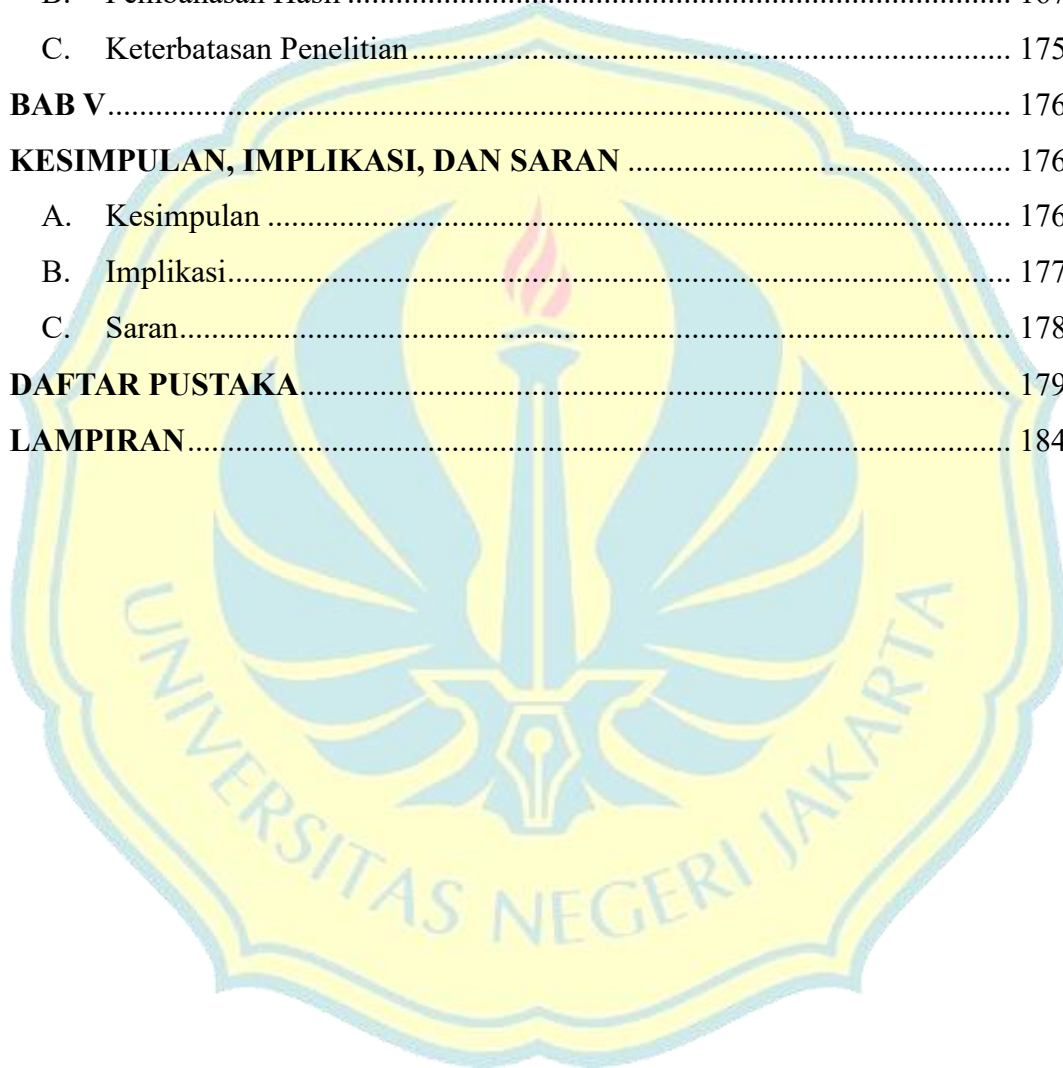 C. Keterbatasan Penelitian ........................................................................... 175
BAB V ................................................................................................................. 176
KESIMPULAN, IMPLIKASI, DAN SARAN ................................................ 176
A. Kesimpulan ............................................................................................. 176
B. Implikasi .................................................................................................. 177
C. Saran ........................................................................................................ 178
DAFTAR PUSTAKA ......................................................................................... 179
LAMPIRAN ........................................................................................................ 184
UNIVERSITAS NEGERI JAKARTA